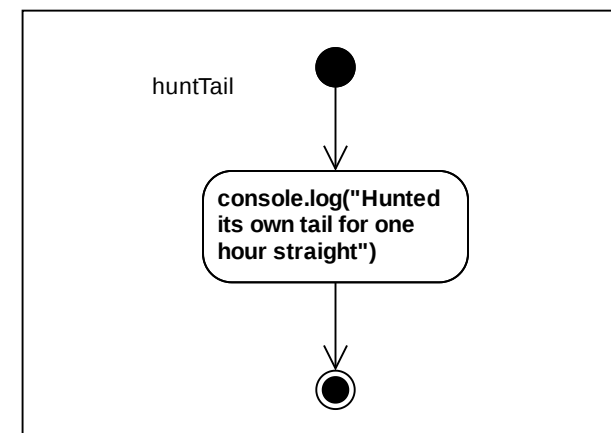 huntTail
console.log("Hunted
its own tail for one
hour straight")